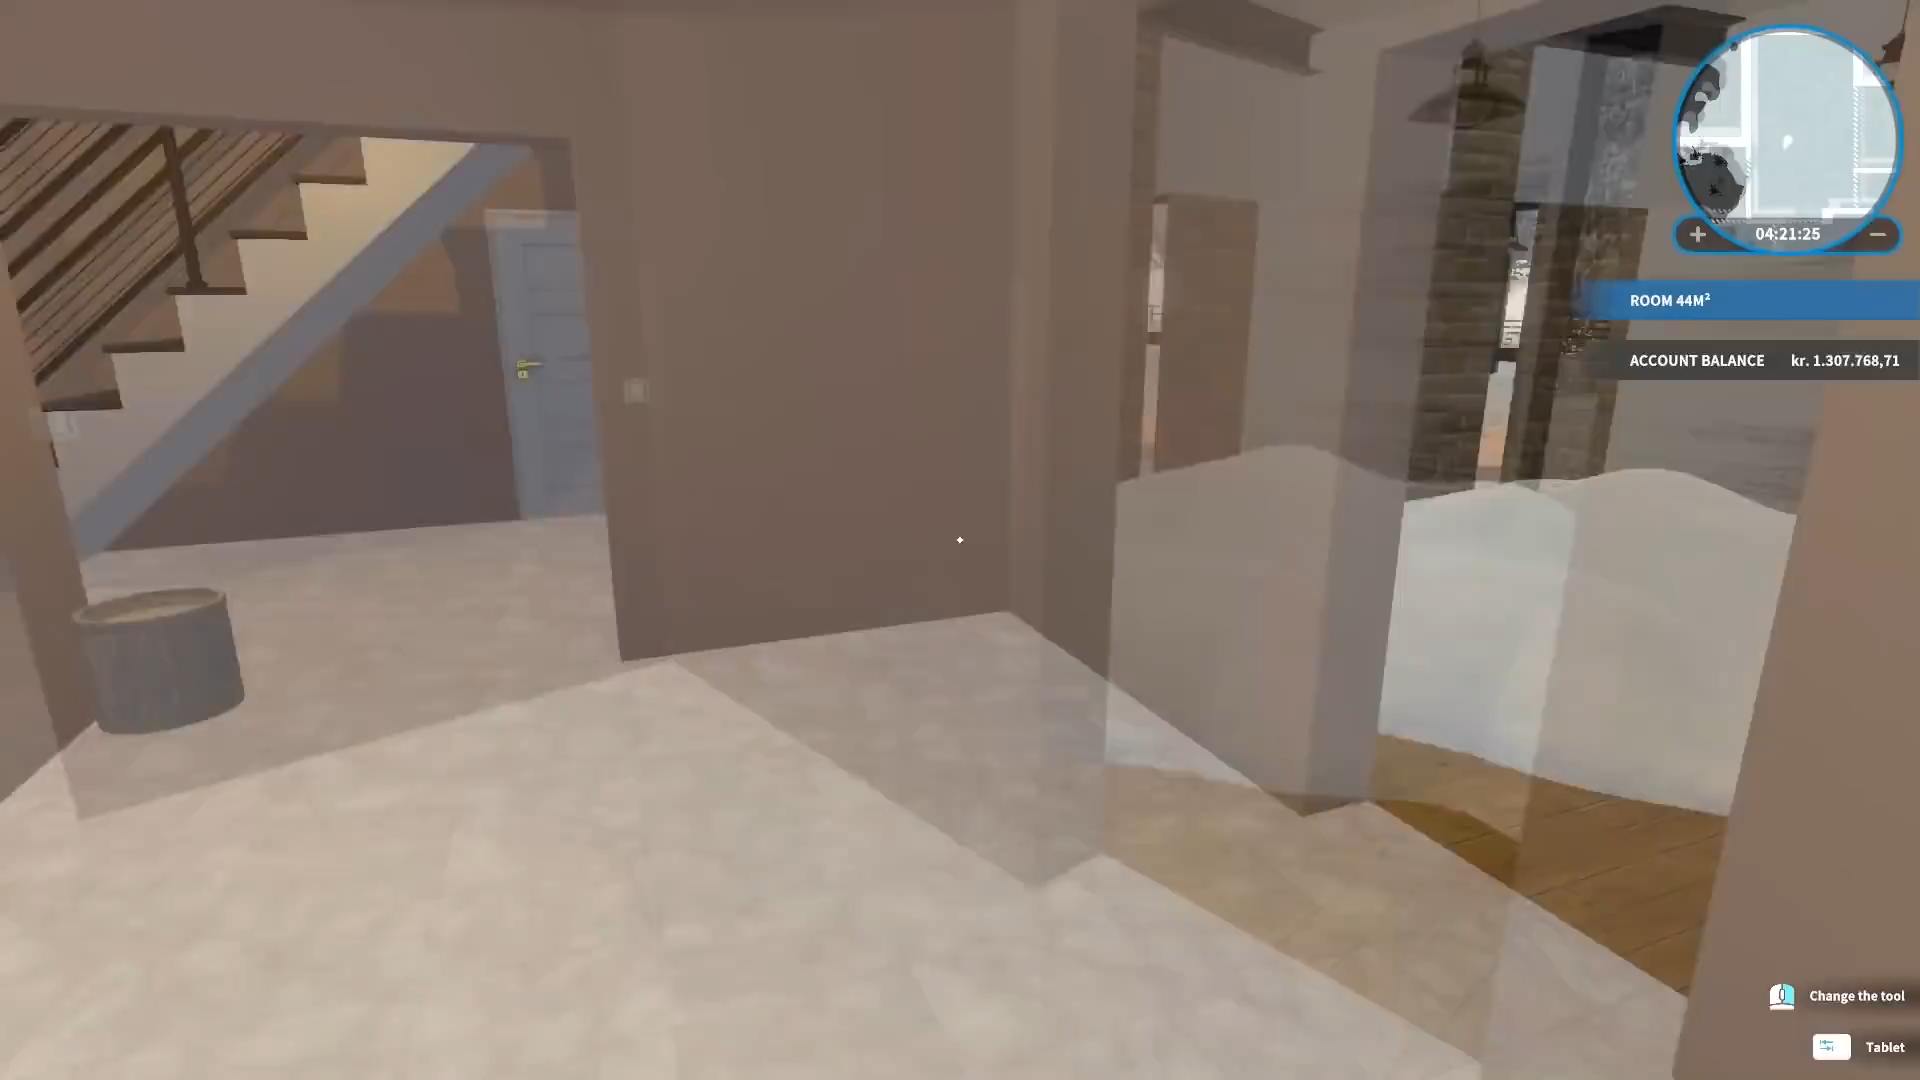 + 04:21:25 −
ROOM 44M²
ACCOUNT BALANCE kr. 1.307.768,71
Change the tool
Tablet